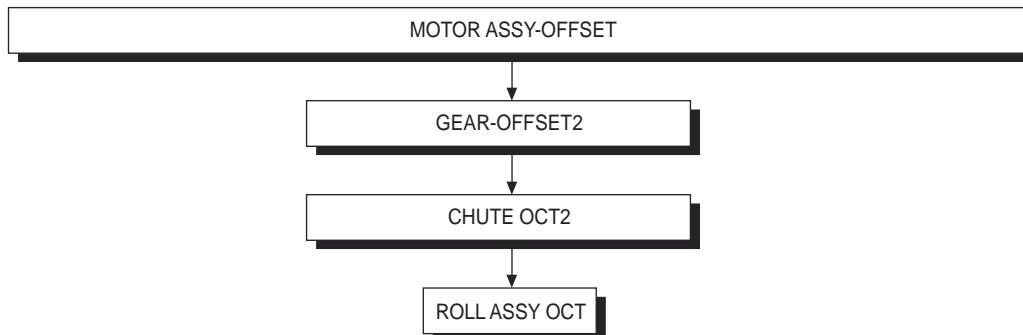 MOTOR ASSY-OFFSET
GEAR-OFFSET2
CHUTE OCT2
ROLL ASSY OCT